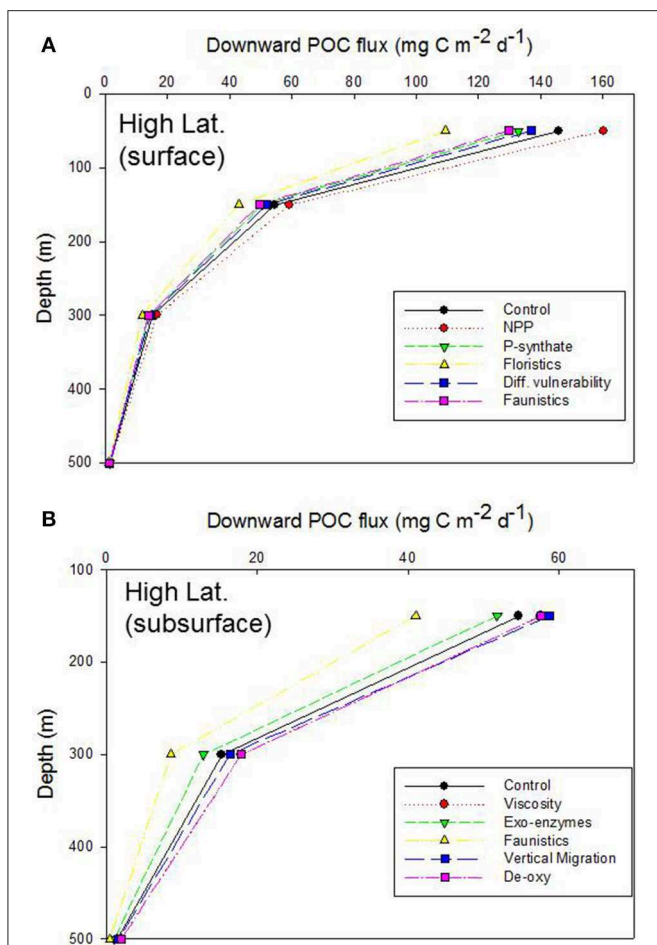 A
Downward POC flux (mg C m-2 d-1)
0 20 40 60 80 100 120 140 160
0
100
200
300
400
500
Depth (m)
High Lat.
(surface)
Control
NPP
P-synthate
Floristics
Diff. vulnerability
Faunistics
B
Downward POC flux (mg C m-2 d-1)
0 20 40 60
100
200
300
400
500
Depth (m)
High Lat.
(subsurface)
Control
Viscosity
Exo-enzymes
Faunistics
Vertical Migration
De-oxy